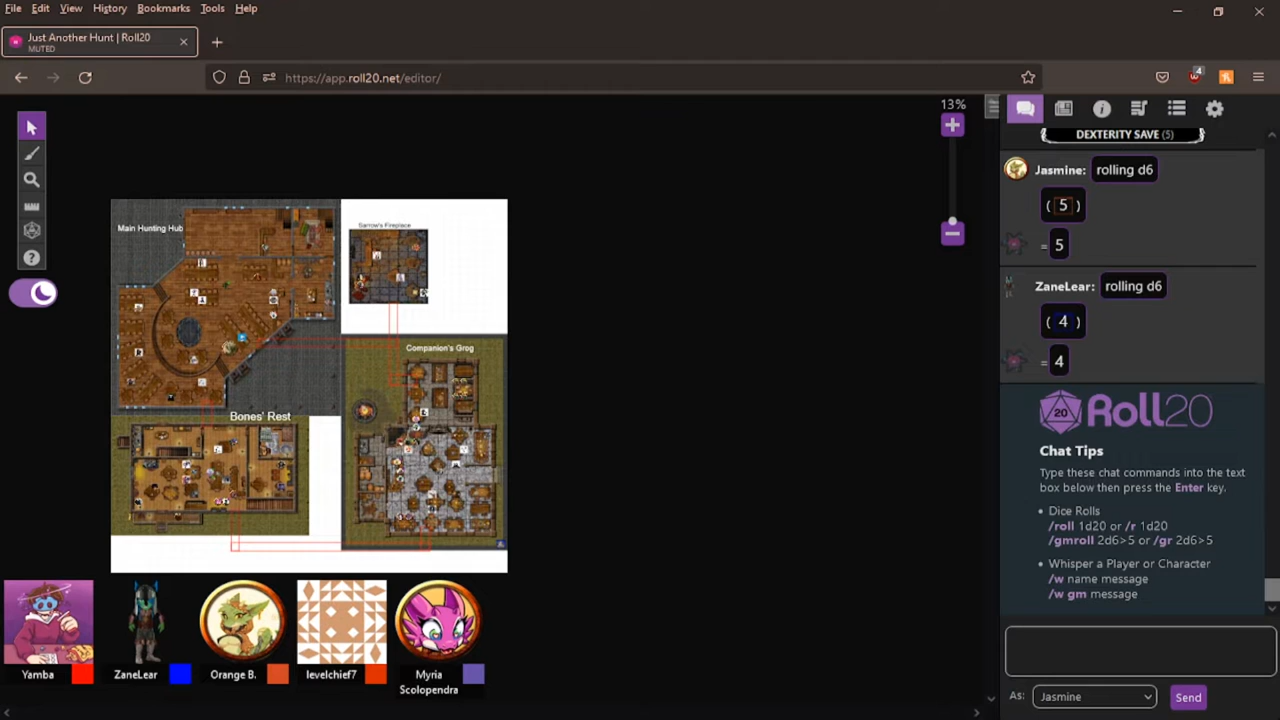 File Edit View History Bookmarks Tools Help
Just Another Hunt | Roll20
MUTED
https://app.roll20.net/editor/
4
13%
DEXTERITY SAVE (5)
Jasmine: rolling d6
( 5 )
= 5
ZaneLear: rolling d6
( 4 )
= 4
20 Roll20
Chat Tips
Type these chat commands into the text
box below then press the Enter key.
• Dice Rolls
/roll 1d20 or /r 1d20
/gmroll 2d6>5 or /gr 2d6>5
• Whisper a Player or Character
/w name message
/w gm message
As: Jasmine Send
Main Hunting Hub
Sarrow's Fireplace
Companion's Grog
Bones' Rest
Yamba
ZaneLear
Orange B.
levelchief7
Myria
Scolopendra